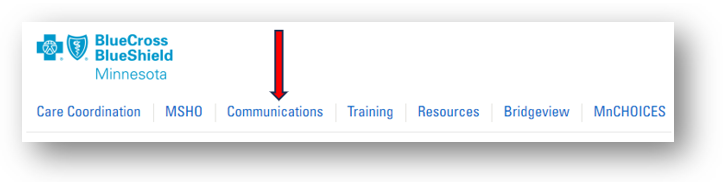 BlueCross
BlueShield
Minnesota
Care Coordination MSHO Communications Training Resources Bridgeview MnCHOICES